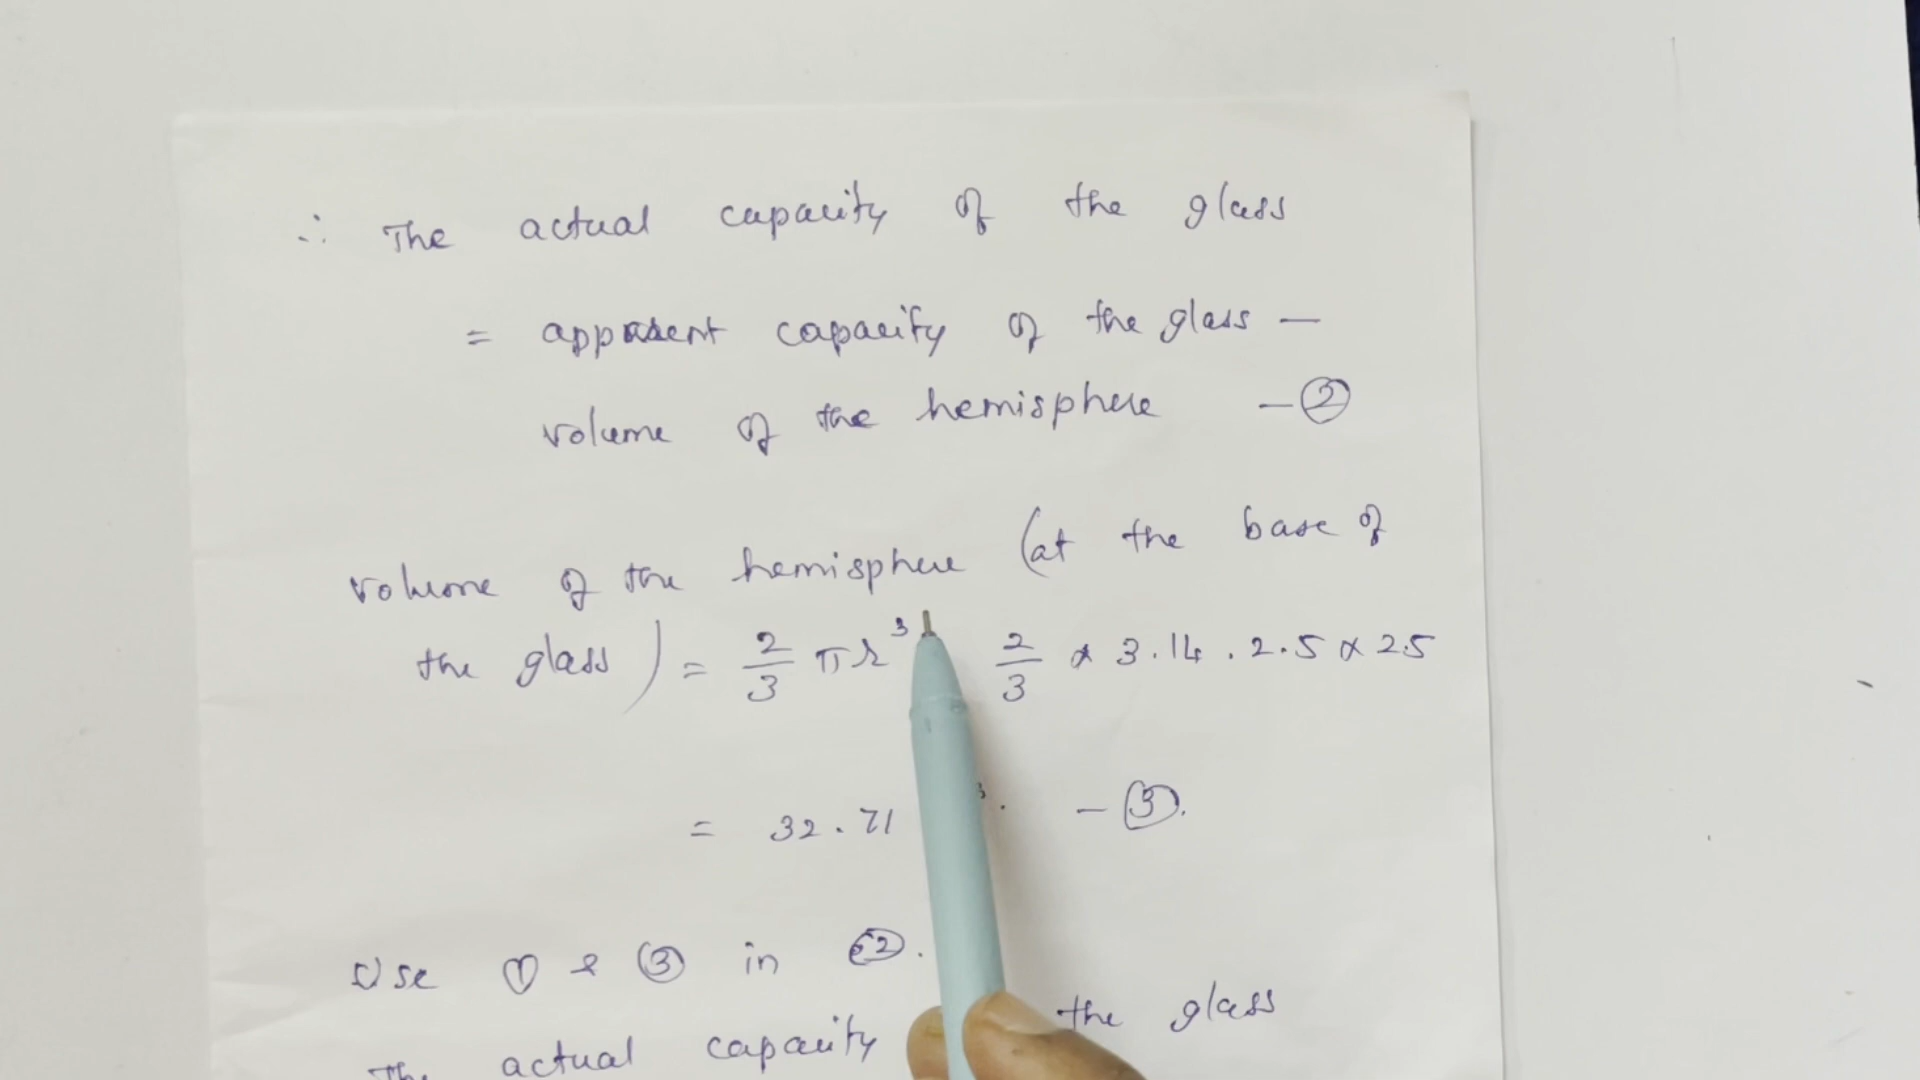 ∴ The actual capacity of the glass
= apparent capacity of the glass —
volume of the hemisphere — ②
volume of the hemisphere (at the base of
the glass) = 2/3 πr³ 2/3 × 3.14 . 2.5 × 2.5
= 32.71 ³. — ③.
Use ① & ③ in ②.
The actual capacity the glass